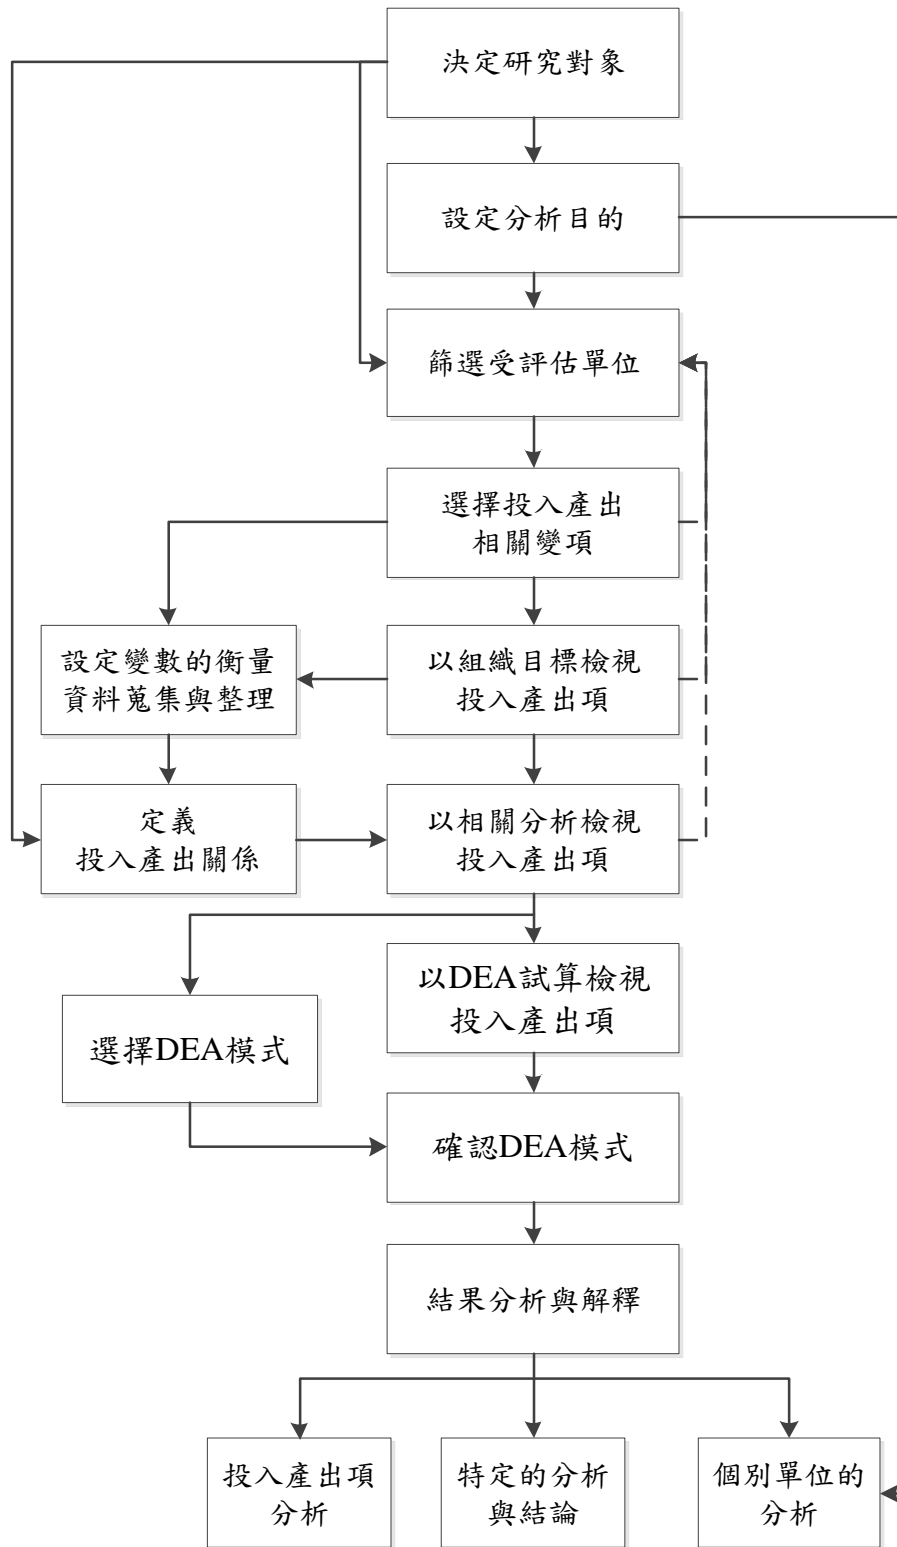 決定研究對象
設定分析目的
篩選受評估單位
選擇投入產出
相關變項
設定變數的衡量
資料蒐集與整理
以組織目標檢視
投入產出項
定義
投入產出關係
以相關分析檢視
投入產出項
以DEA試算檢視
投入產出項
選擇DEA模式
確認DEA模式
結果分析與解釋
投入產出項
分析
特定的分析
與結論
個別單位的
分析